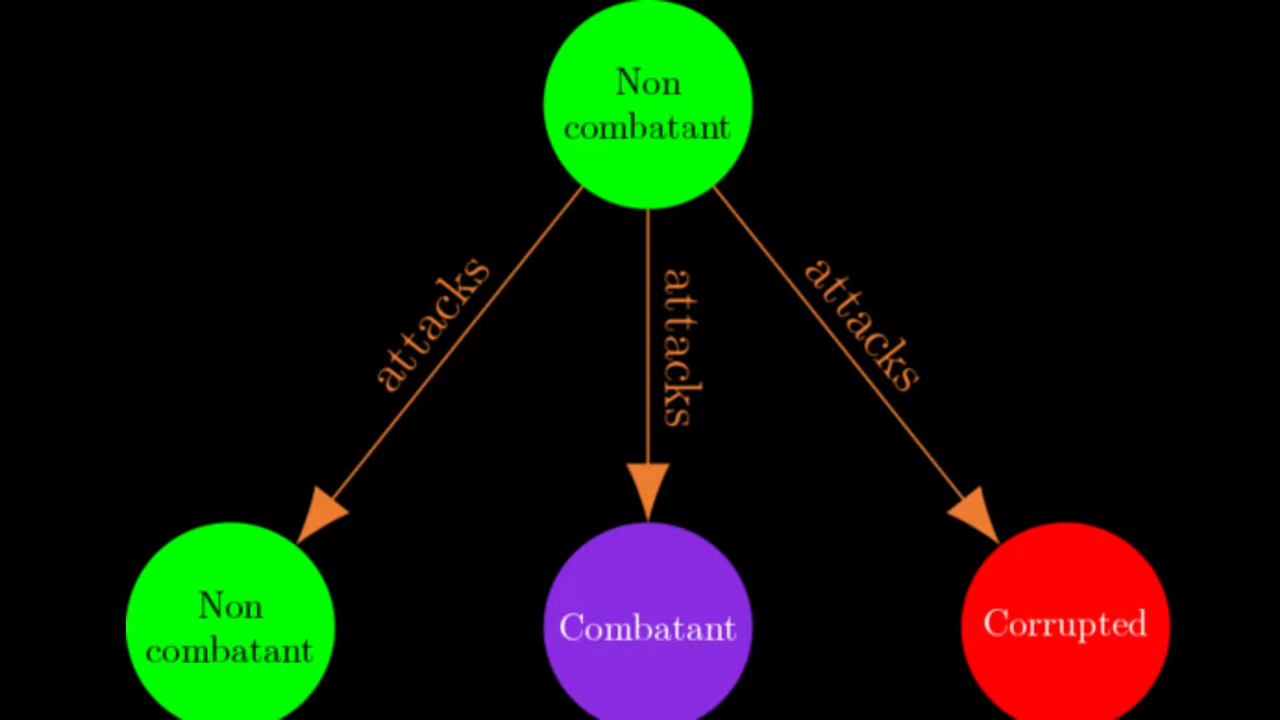 Non
combatant
attacks
attacks
attacks
Non
combatant
Combatant
Corrupted